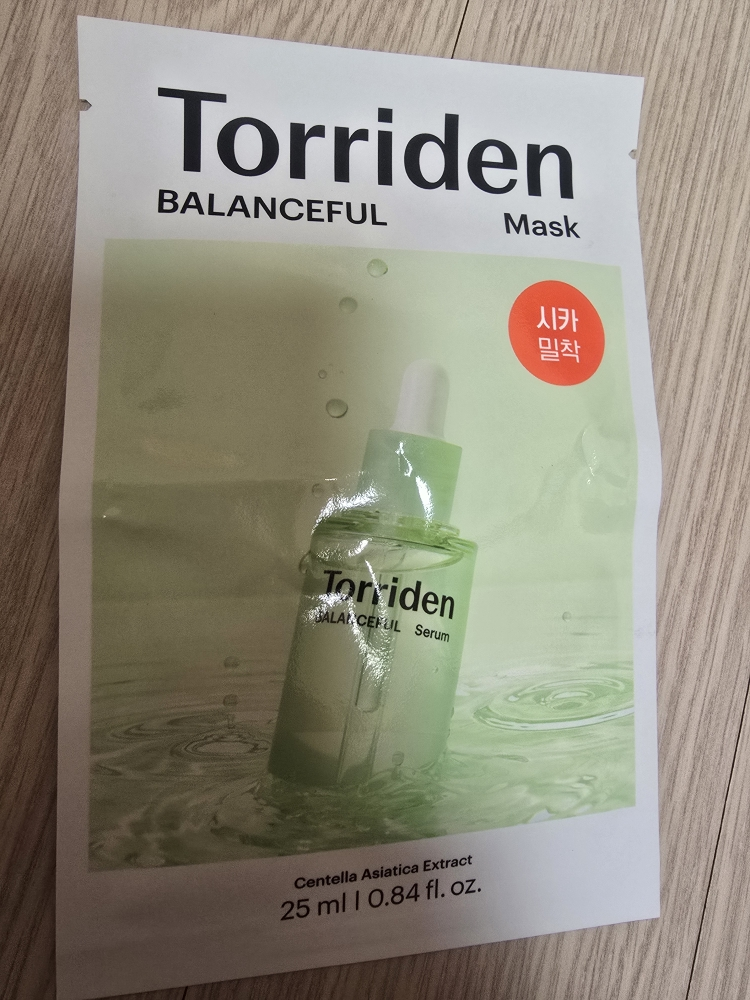 Torriden
BALANCEFUL Mask
시카
밀착
Torriden
BALANCEFUL Serum
Centella Asiatica Extract
25 ml | 0.84 fl. oz.